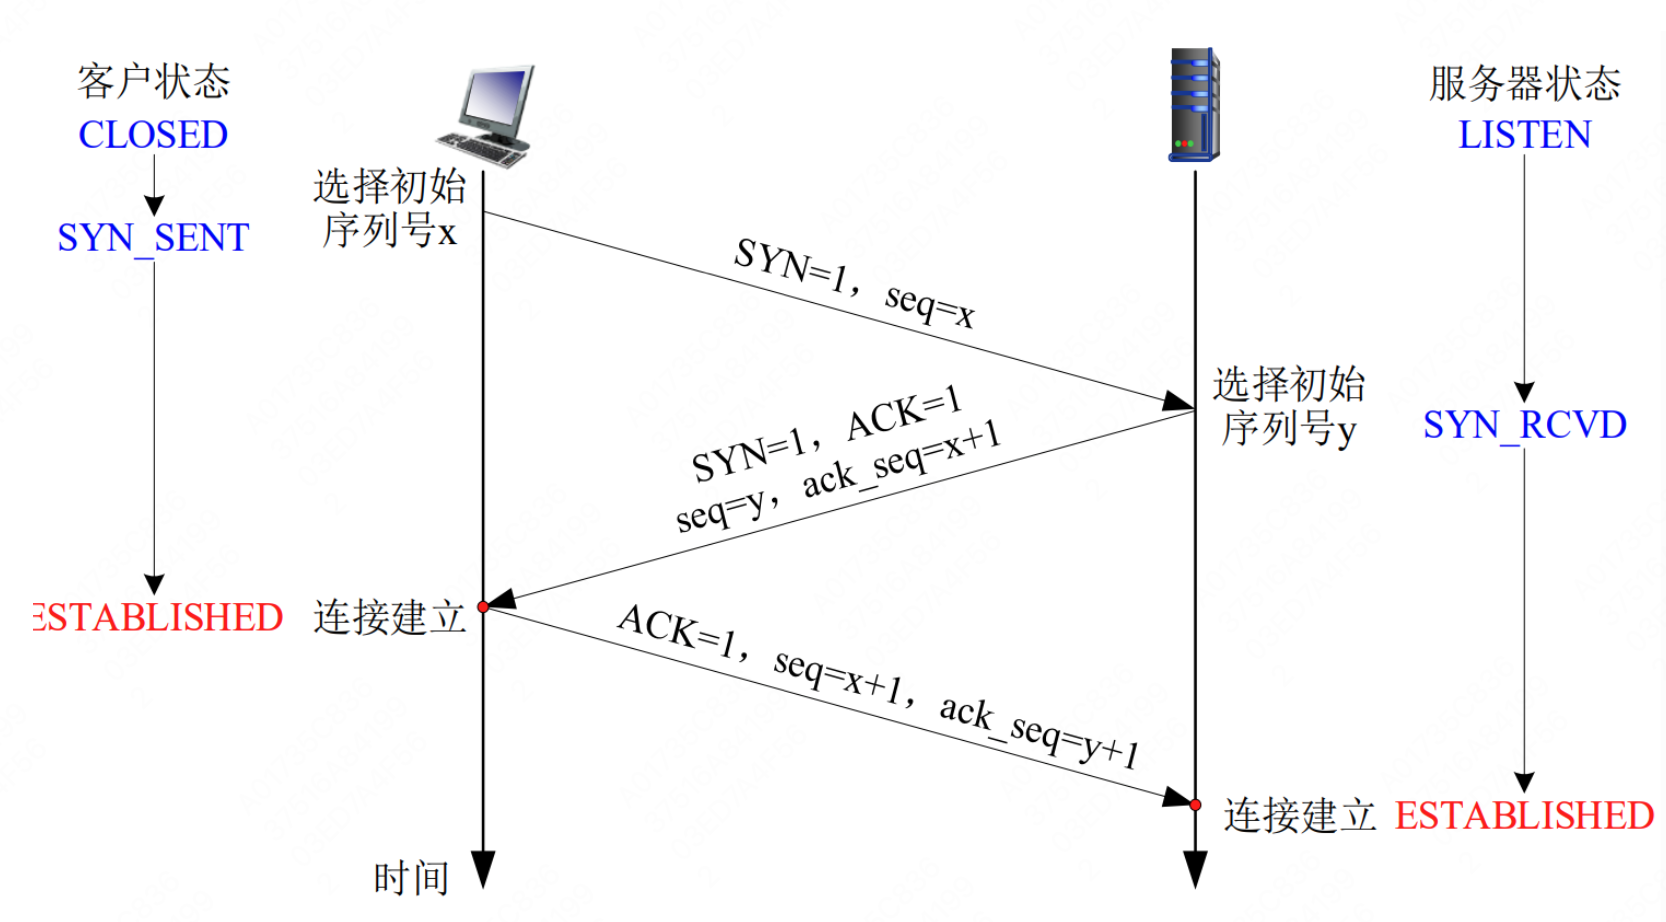 客户状态
CLOSED
服务器状态
LISTEN
选择初始
序列号x
SYN_SENT
SYN=1，seq=x
选择初始
序列号y
SYN_RCVD
SYN=1，ACK=1
seq=y，ack_seq=x+1
ESTABLISHED
连接建立
ACK=1，seq=x+1，ack_seq=y+1
连接建立
ESTABLISHED
时间